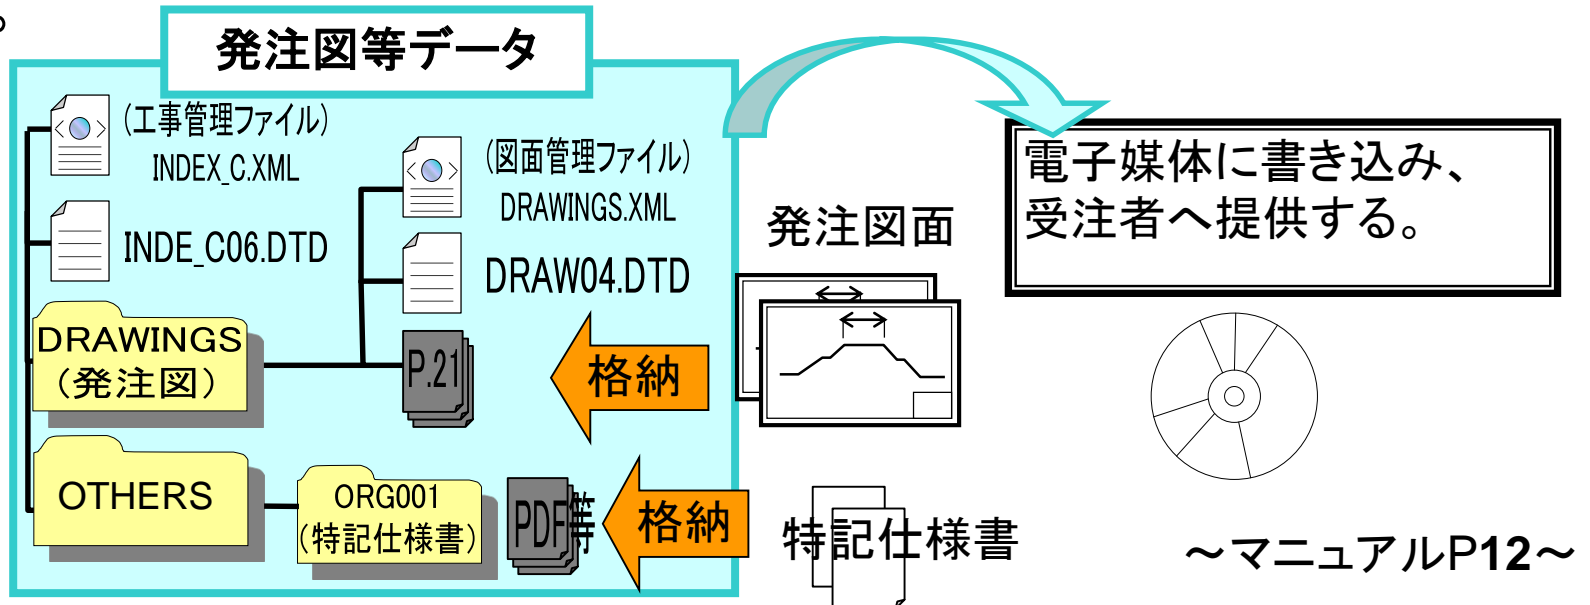 。
発注図等データ
(工事管理ファイル)
INDEX_C.XML
INDE_C06.DTD
DRAWINGS
(発注図)
OTHERS
(図面管理ファイル)
DRAWINGS.XML
DRAW04.DTD
P.21
格納
発注図面
ORG001
(特記仕様書)
PDF等
格納
特記仕様書
電子媒体に書き込み、
受注者へ提供する。
～マニュアルP12～